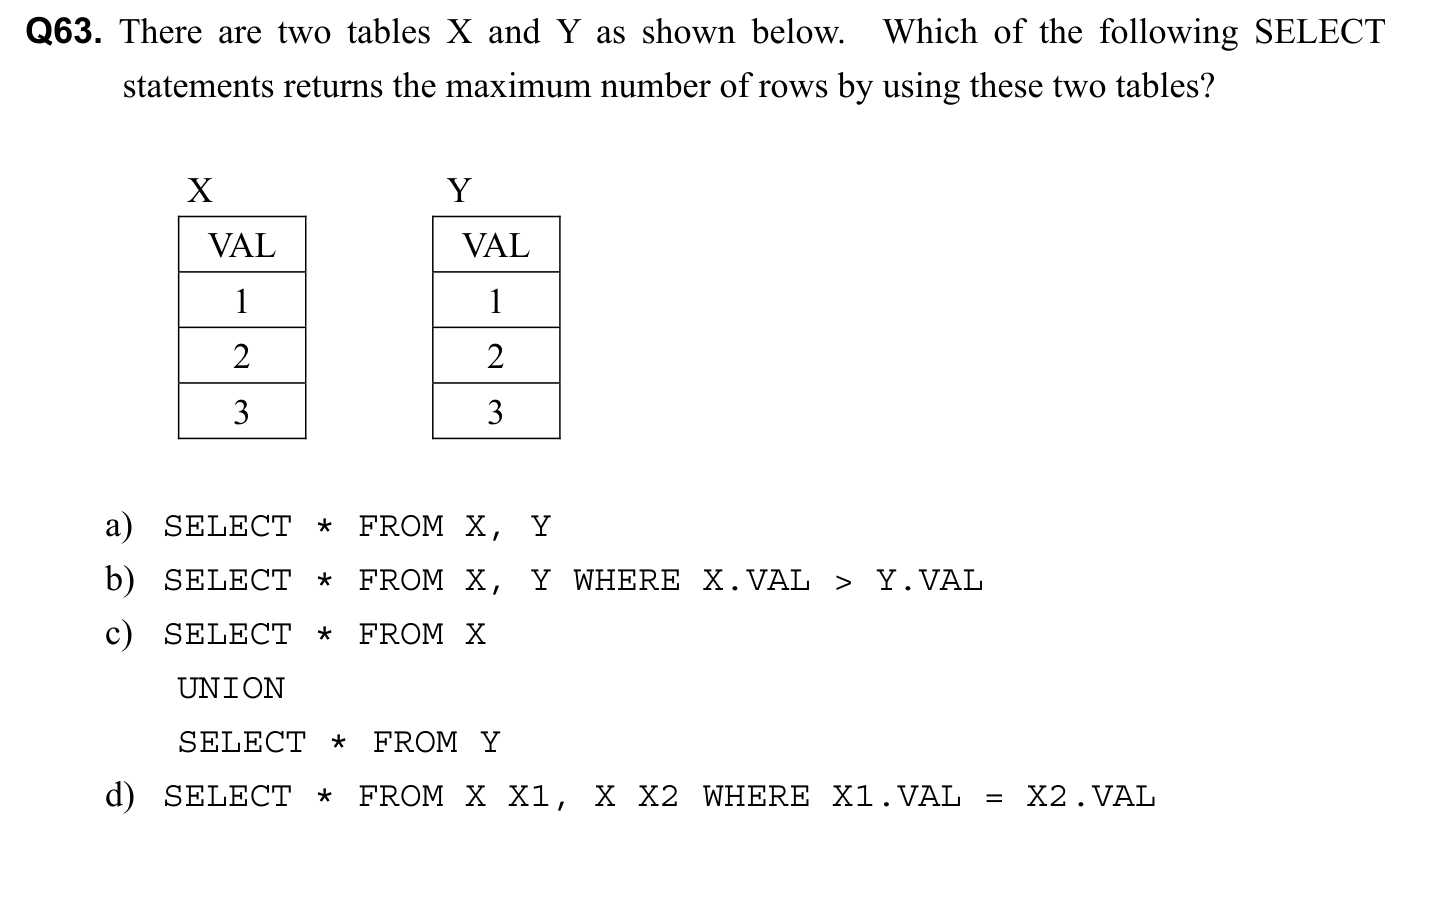 Q63. There are two tables X and Y as shown below. Which of the following SELECT
statements returns the maximum number of rows by using these two tables?
X Y
VAL VAL
1 1
2 2
3 3
a) SELECT * FROM X, Y
b) SELECT * FROM X, Y WHERE X.VAL > Y.VAL
c) SELECT * FROM X
UNION
SELECT * FROM Y
d) SELECT * FROM X X1, X X2 WHERE X1.VAL = X2.VAL